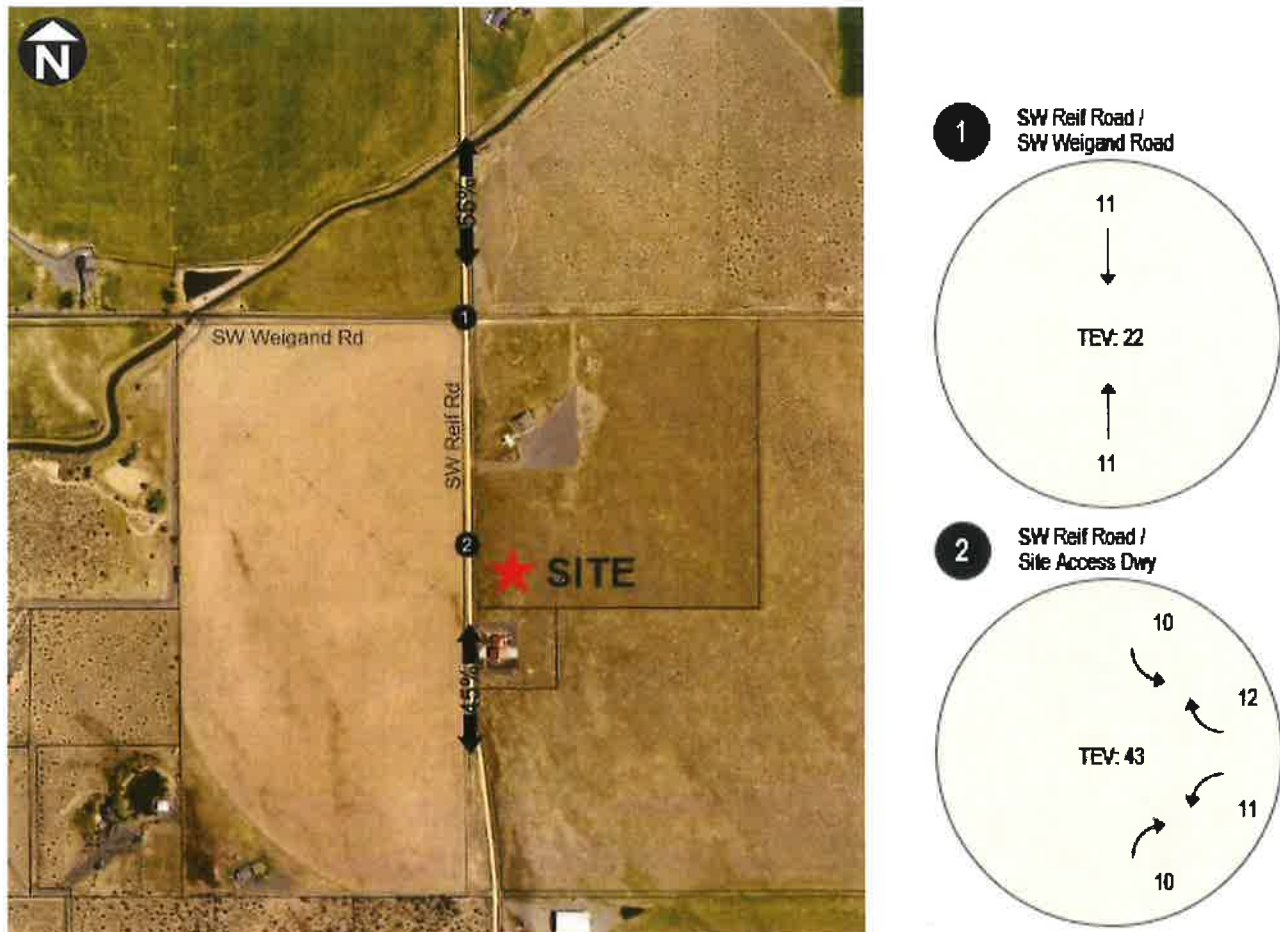 N
55%
1
SW Weigand Rd
SW Reif Rd
2
SITE
45%
1
SW Reif Road /
SW Weigand Road
11
TEV: 22
11
2
SW Reif Road /
Site Access Dwy
10
12
TEV: 43
11
10